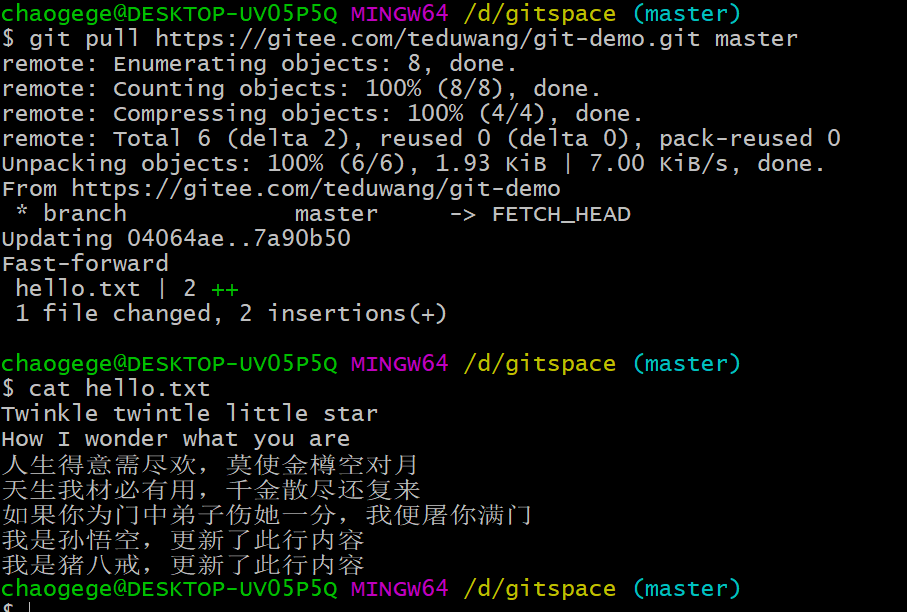 chaogege@DESKTOP-UV05P5Q MINGW64 /d/gitspace (master)
$ git pull https://gitee.com/teduwang/git-demo.git master
remote: Enumerating objects: 8, done.
remote: Counting objects: 100% (8/8), done.
remote: Compressing objects: 100% (4/4), done.
remote: Total 6 (delta 2), reused 0 (delta 0), pack-reused 0
Unpacking objects: 100% (6/6), 1.93 KiB | 7.00 KiB/s, done.
From https://gitee.com/teduwang/git-demo
 * branch            master     -> FETCH_HEAD
Updating 04064ae..7a90b50
Fast-forward
 hello.txt | 2 ++
 1 file changed, 2 insertions(+)

chaogege@DESKTOP-UV05P5Q MINGW64 /d/gitspace (master)
$ cat hello.txt
Twinkle twintle little star
How I wonder what you are
人生得意需尽欢，莫使金樽空对月
天生我材必有用，千金散尽还复来
如果你为门中弟子伤她一分，我便屠你满门
我是孙悟空，更新了此行内容
我是猪八戒，更新了此行内容
chaogege@DESKTOP-UV05P5Q MINGW64 /d/gitspace (master)
$